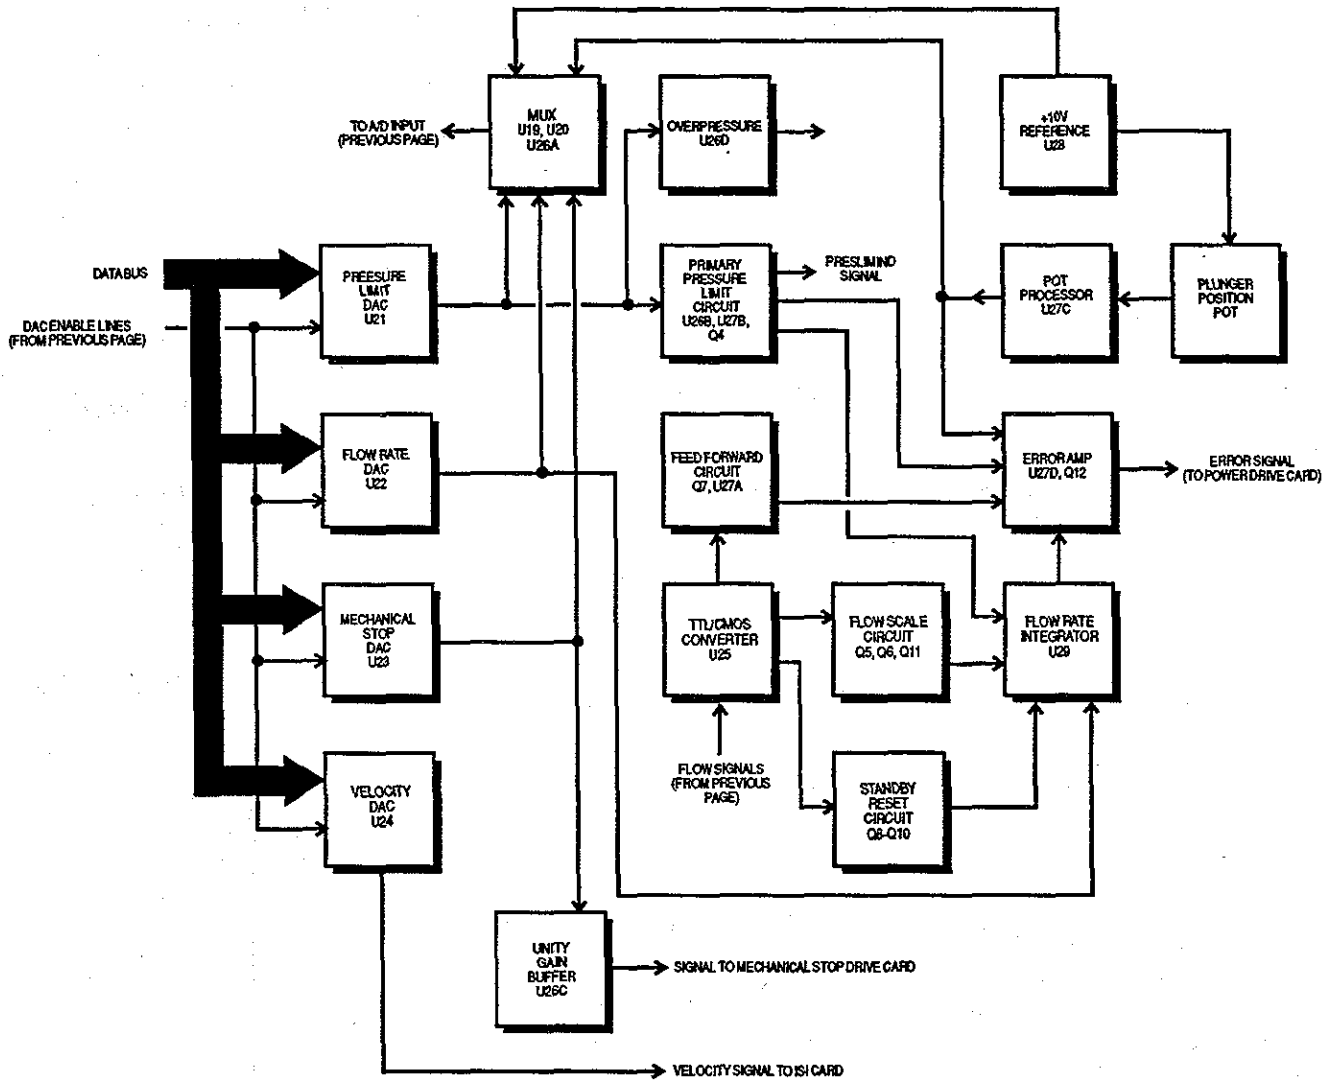 TO A/D INPUT
(PREVIOUS PAGE)
MUX
U19, U20
U26A
OVERPRESSURE
U26D
+10V
REFERENCE
U28
DATA BUS
DAC ENABLE LINES
(FROM PREVIOUS PAGE)
PREESURE
LIMIT
DAC
U21
PRIMARY
PRESSURE
LIMIT
CIRCUIT
U26B, U27B,
Q4
PRESLIMIND
SIGNAL
POT
PROCESSOR
U27C
PLUNGER
POSITION
POT
FLOW RATE
DAC
U22
FEED FORWARD
CIRCUIT
Q7, U27A
ERROR AMP
U27D, Q12
ERROR SIGNAL
(TO POWER DRIVE CARD)
MECHANICAL
STOP
DAC
U23
TTL/CMOS
CONVERTER
U25
FLOW SCALE
CIRCUIT
Q5, Q6, Q11
FLOW RATE
INTEGRATOR
U29
VELOCITY
DAC
U24
FLOW SIGNALS
(FROM PREVIOUS
PAGE)
STANDBY
RESET
CIRCUIT
Q8-Q10
UNITY
GAIN
BUFFER
U26C
SIGNAL TO MECHANICAL STOP DRIVE CARD
VELOCITY SIGNAL TO ISI CARD